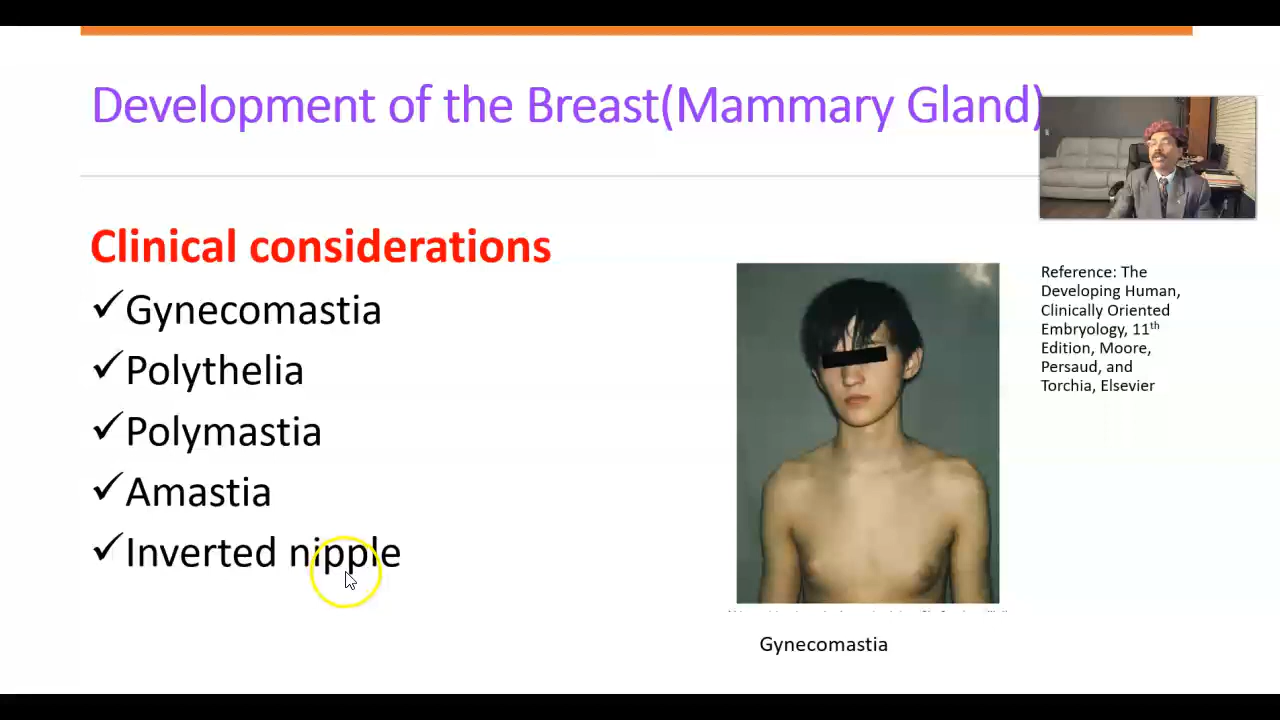 Development of the Breast(Mammary Gland)
Clinical considerations
✓Gynecomastia
✓Polythelia
✓Polymastia
✓Amastia
✓Inverted nipple
Reference: The
Developing Human,
Clinically Oriented
Embryology, 11th
Edition, Moore,
Persaud, and
Torchia, Elsevier
Gynecomastia